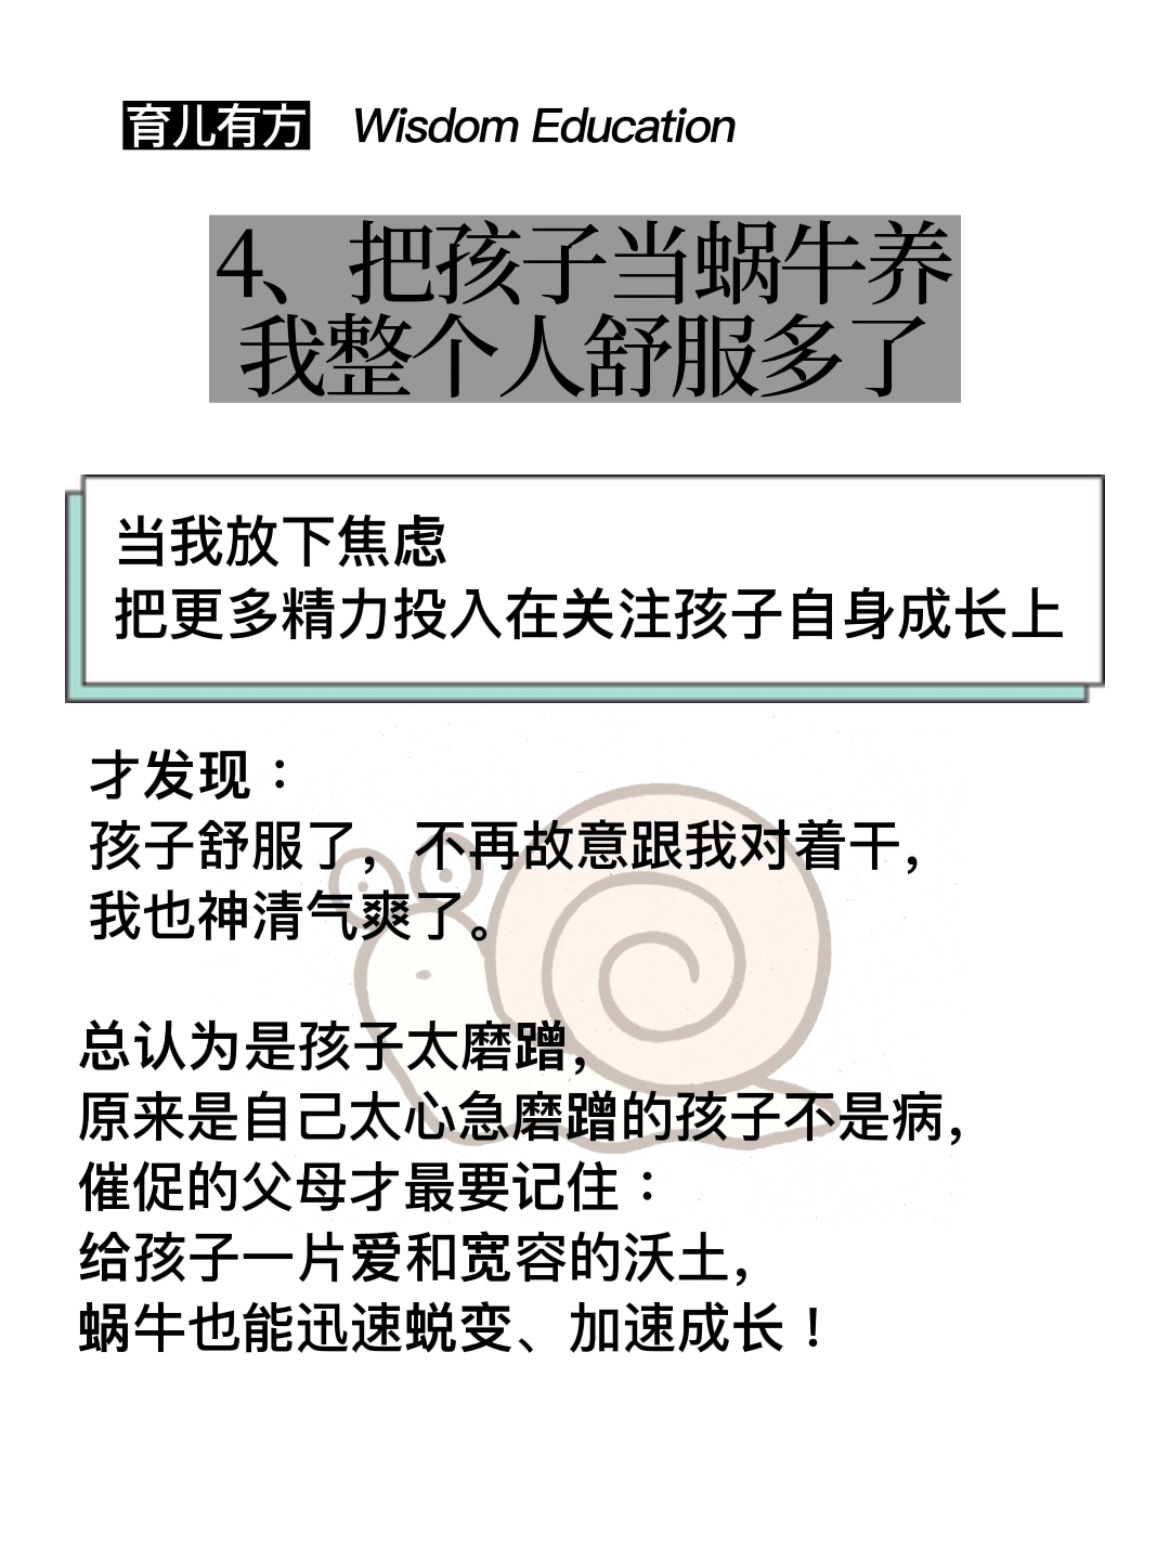 育儿有方 Wisdom Education
4、把孩子当蜗牛养
我整个人舒服多了
当我放下焦虑
把更多精力投入在关注孩子自身成长上
才发现：
孩子舒服了，不再故意跟我对着干，
我也神清气爽了。
总认为是孩子太磨蹭，
原来是自己太心急磨蹭的孩子不是病，
催促的父母才最要记住：
给孩子一片爱和宽容的沃土，
蜗牛也能迅速蜕变、加速成长！